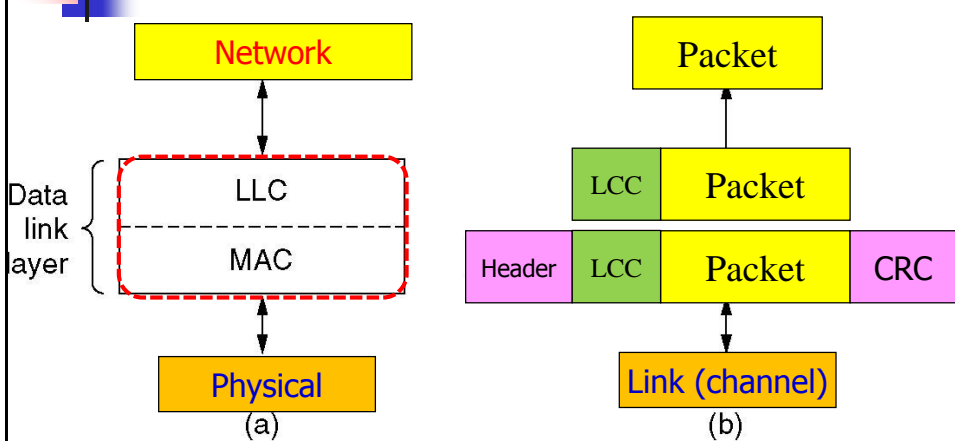 Network
LLC
MAC
Data
link
layer
Physical
(a)
Packet
LCC
Packet
Header
LCC
Packet
CRC
Link (channel)
(b)